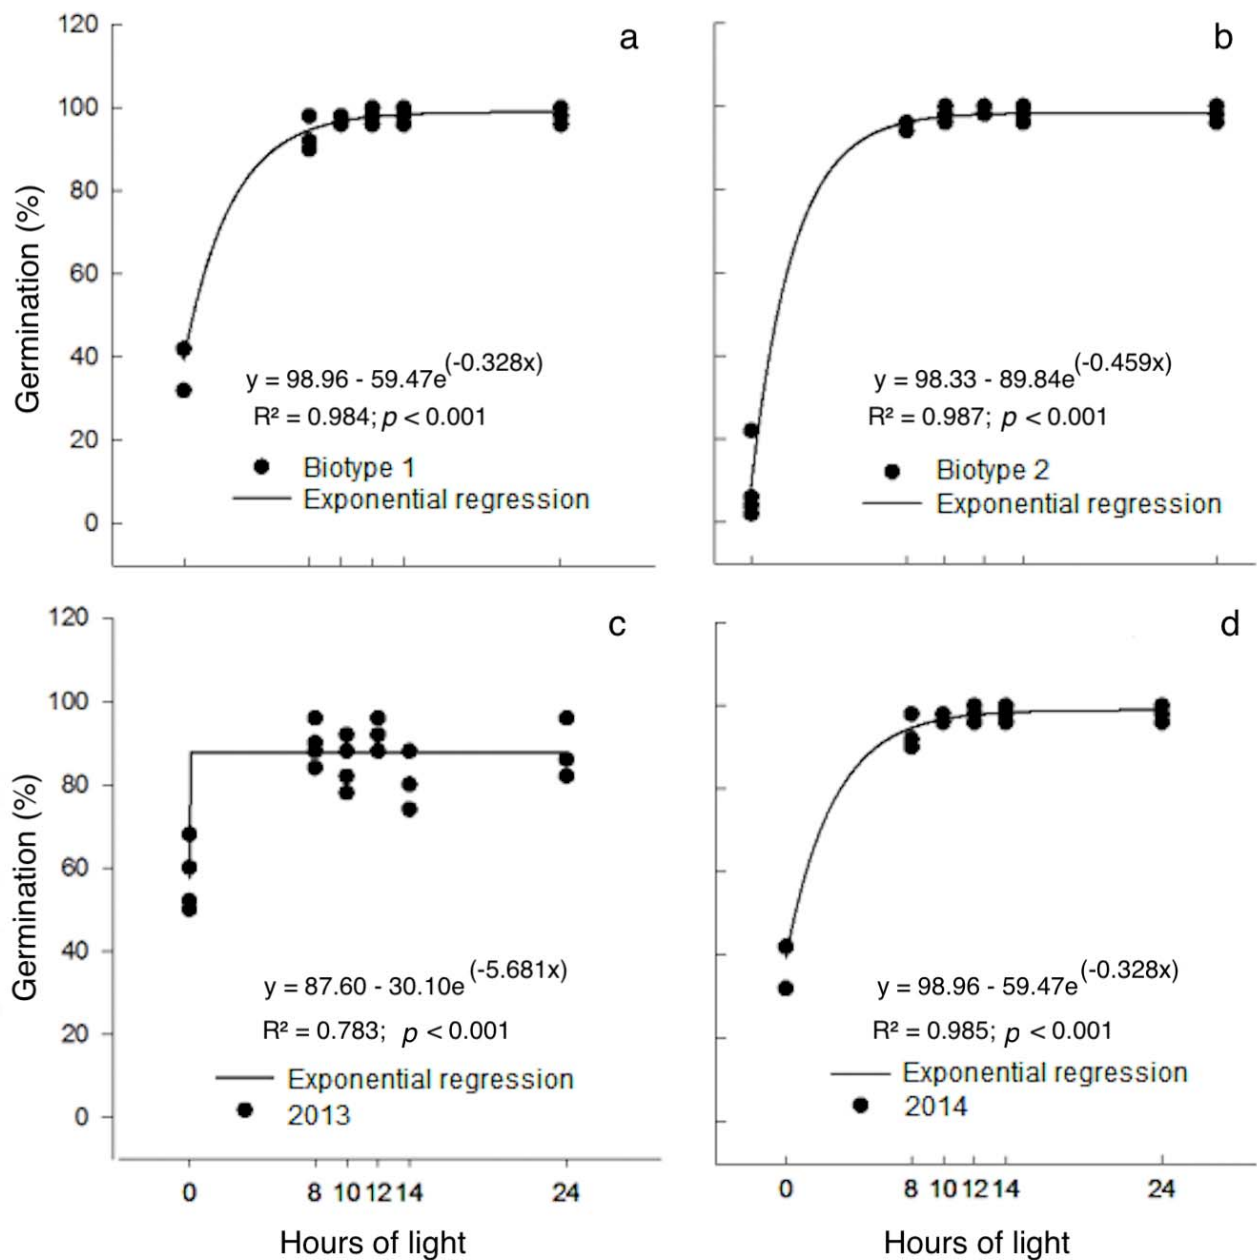 a
120
100
80
60
40
20
0
Germination (%)
y = 98.96 - 59.47e(-0.328x)
R² = 0.984; p < 0.001
Biotype 1
Exponential regression
b
y = 98.33 - 89.84e(-0.459x)
R² = 0.987; p < 0.001
Biotype 2
Exponential regression
c
120
100
80
60
40
20
0
Germination (%)
y = 87.60 - 30.10e(-5.681x)
R² = 0.783; p < 0.001
Exponential regression
2013
0 8 10 12 14 24
Hours of light
d
y = 98.96 - 59.47e(-0.328x)
R² = 0.985; p < 0.001
Exponential regression
2014
0 8 10 12 14 24
Hours of light